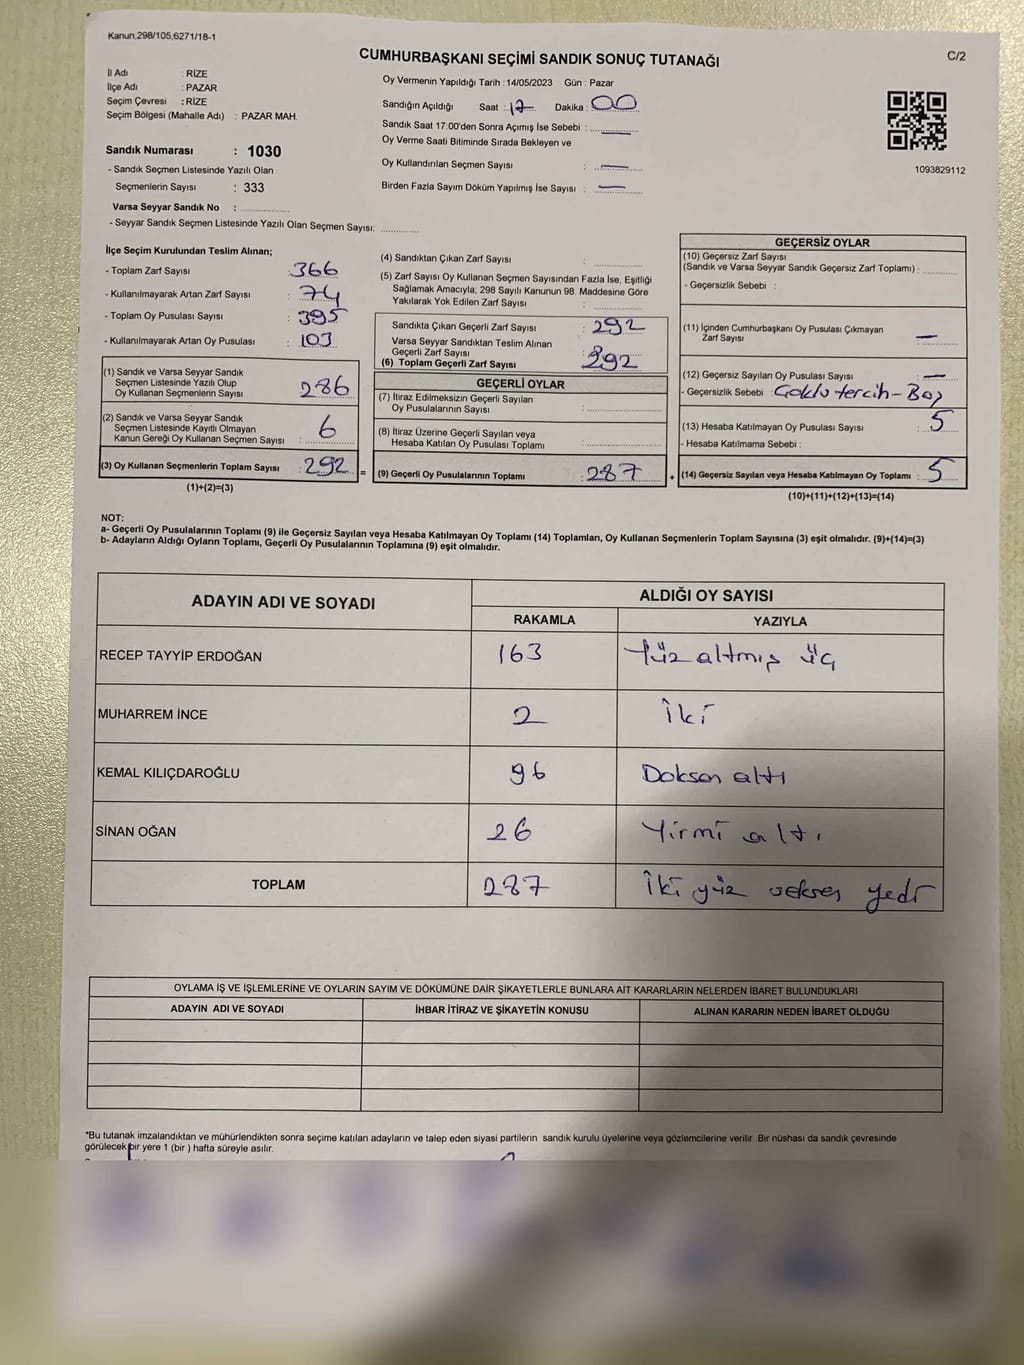 Kanun,298/105,6271/18-1
CUMHURBAŞKANI SEÇİMİ SANDIK SONUÇ TUTANAĞI
C/2
İl Adı : RİZE
İlçe Adı : PAZAR
Seçim Çevresi : RİZE
Seçim Bölgesi (Mahalle Adı) : PAZAR MAH.
Sandık Numarası : 1030
- Sandık Seçmen Listesinde Yazılı Olan
Seçmenlerin Sayısı : 333
Varsa Seyyar Sandık No :
- Seyyar Sandık Seçmen Listesinde Yazılı Olan Seçmen Sayısı:
Oy Vermenin Yapıldığı Tarih : 14/05/2023 Gün : Pazar
Sandığın Açıldığı Saat : 17 Dakika : 00
Sandık Saat 17:00'den Sonra Açımış İse Sebebi : —
Oy Verme Saati Bitiminde Sırada Bekleyen ve
Oy Kullandırılan Seçmen Sayısı : —
Birden Fazla Sayım Döküm Yapılmış İse Sayısı : —
1093829112
İlçe Seçim Kurulundan Teslim Alınan;
- Toplam Zarf Sayısı : 366
- Kullanılmayarak Artan Zarf Sayısı : 74
- Toplam Oy Pusulası Sayısı : 395
- Kullanılmayarak Artan Oy Pusulası : 103
(1) Sandık ve Varsa Seyyar Sandık
Seçmen Listesinde Yazılı Olup
Oy Kullanan Seçmenlerin Sayısı : 286
(2) Sandık ve Varsa Seyyar Sandık
Seçmen Listesinde Kayıtlı Olmayan
Kanun Gereği Oy Kullanan Seçmen Sayısı : 6
(3) Oy Kullanan Seçmenlerin Toplam Sayısı : 292 =
(1)+(2)=(3)
(4) Sandıktan Çıkan Zarf Sayısı :
(5) Zarf Sayısı Oy Kullanan Seçmen Sayısından Fazla İse, Eşitliği
Sağlamak Amacıyla; 298 Sayılı Kanunun 98. Maddesine Göre
Yakılarak Yok Edilen Zarf Sayısı :
Sandıkta Çıkan Geçerli Zarf Sayısı : 292
Varsa Seyyar Sandıktan Teslim Alınan
Geçerli Zarf Sayısı :
(6) Toplam Geçerli Zarf Sayısı : 292
GEÇERLİ OYLAR
(7) İtiraz Edilmeksizin Geçerli Sayılan
Oy Pusulalarının Sayısı :
(8) İtiraz Üzerine Geçerli Sayılan veya
Hesaba Katılan Oy Pusulası Toplamı :
(9) Geçerli Oy Pusulalarının Toplamı : 287 +
GEÇERSİZ OYLAR
(10) Geçersiz Zarf Sayısı
(Sandık ve Varsa Seyyar Sandık Geçersiz Zarf Toplamı) :
- Geçersizlik Sebebi :
(11) İçinden Cumhurbaşkanı Oy Pusulası Çıkmayan
Zarf Sayısı : —
(12) Geçersiz Sayılan Oy Pusulası Sayısı : —
- Geçersizlik Sebebi : Çoklu tercih - Boş
(13) Hesaba Katılmayan Oy Pusulası Sayısı : 5
- Hesaba Katılmama Sebebi :
(14) Geçersiz Sayılan veya Hesaba Katılmayan Oy Toplamı : 5
(10)+(11)+(12)+(13)=(14)
NOT:
a- Geçerli Oy Pusulalarının Toplamı (9) ile Geçersiz Sayılan veya Hesaba Katılmayan Oy Toplamı (14) Toplamları, Oy Kullanan Seçmenlerin Toplam Sayısına (3) eşit olmalıdır. (9)+(14)=(3)
b- Adayların Aldığı Oyların Toplamı, Geçerli Oy Pusulalarının Toplamına (9) eşit olmalıdır.
ADAYIN ADI VE SOYADI
ALDIĞI OY SAYISI
RAKAMLA YAZIYLA
RECEP TAYYİP ERDOĞAN 163 Yüz altmış üç
MUHARREM İNCE 2 İki
KEMAL KILIÇDAROĞLU 96 Doksan altı
SİNAN OĞAN 26 Yirmi altı
TOPLAM 287 İki yüz seksen yedi
OYLAMA İŞ VE İŞLEMLERİNE VE OYLARIN SAYIM VE DÖKÜMÜNE DAİR ŞİKAYETLERLE BUNLARA AİT KARARLARIN NELERDEN İBARET BULUNDUKLARI
ADAYIN ADI VE SOYADI İHBAR İTİRAZ VE ŞİKAYETİN KONUSU ALINAN KARARIN NEDEN İBARET OLDUĞU
*Bu tutanak imzalandıktan ve mühürlendikten sonra seçime katılan adayların ve talep eden siyasi partilerin sandık kurulu üyelerine veya gözlemcilerine verilir .Bir nüshası da sandık çevresinde
görülecek bir yere 1 (bir ) hafta süreyle asılır.